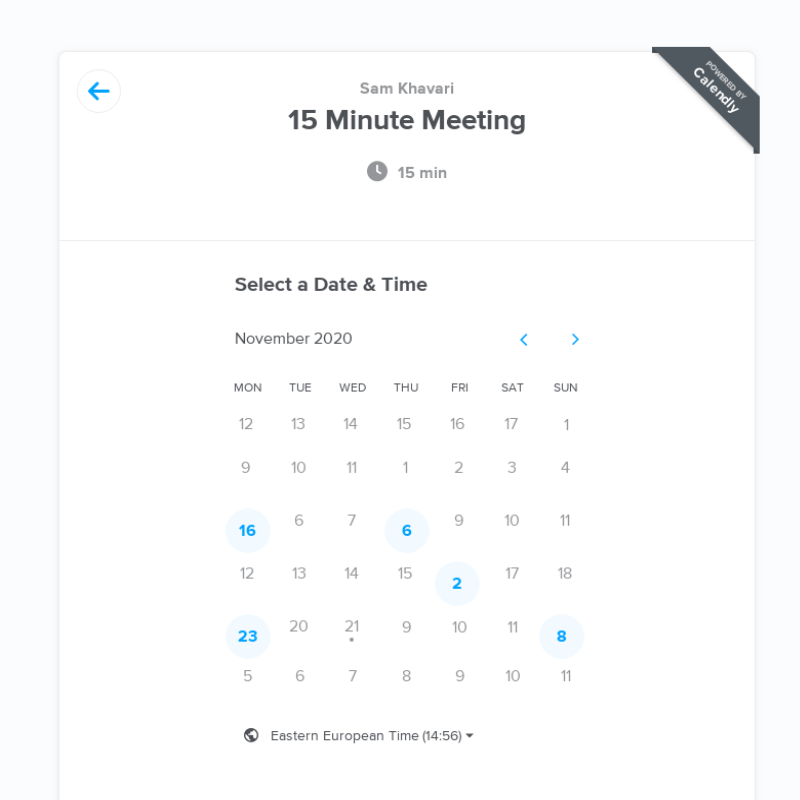 Sam Khavari
15 Minute Meeting
15 min
POWERED BY
Calendly
Select a Date & Time
November 2020
MON TUE WED THU FRI SAT SUN
12 13 14 15 16 17 1
9 10 11 1 2 3 4
16 6 7 6 9 10 11
12 13 14 15 2 17 18
23 20 21 9 10 11 8
5 6 7 8 9 10 11
Eastern European Time (14:56)